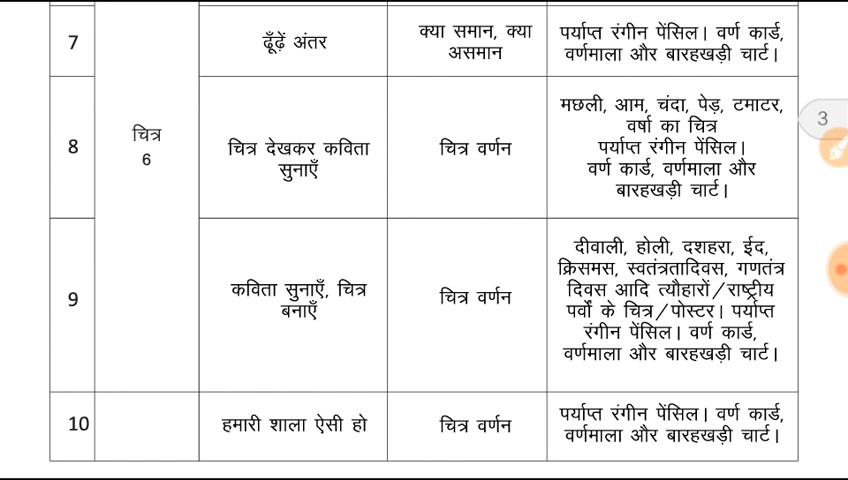 7
ढूँढ़ें अंतर
क्या समान, क्या
असमान
पर्याप्त रंगीन पेंसिल। वर्ण कार्ड,
वर्णमाला और बारहखड़ी चार्ट।
चित्र
6
8
चित्र देखकर कविता
सुनाएँ
चित्र वर्णन
मछली, आम, चंदा, पेड़, टमाटर,
वर्षा का चित्र
पर्याप्त रंगीन पेंसिल।
वर्ण कार्ड, वर्णमाला और
बारहखड़ी चार्ट।
3
9
कविता सुनाएँ, चित्र
बनाएँ
चित्र वर्णन
दीवाली, होली, दशहरा, ईद,
क्रिसमस, स्वतंत्रतादिवस, गणतंत्र
दिवस आदि त्यौहारों/राष्ट्रीय
पर्वों के चित्र/पोस्टर। पर्याप्त
रंगीन पेंसिल। वर्ण कार्ड,
वर्णमाला और बारहखड़ी चार्ट।
10
हमारी शाला ऐसी हो
चित्र वर्णन
पर्याप्त रंगीन पेंसिल। वर्ण कार्ड,
वर्णमाला और बारहखड़ी चार्ट।